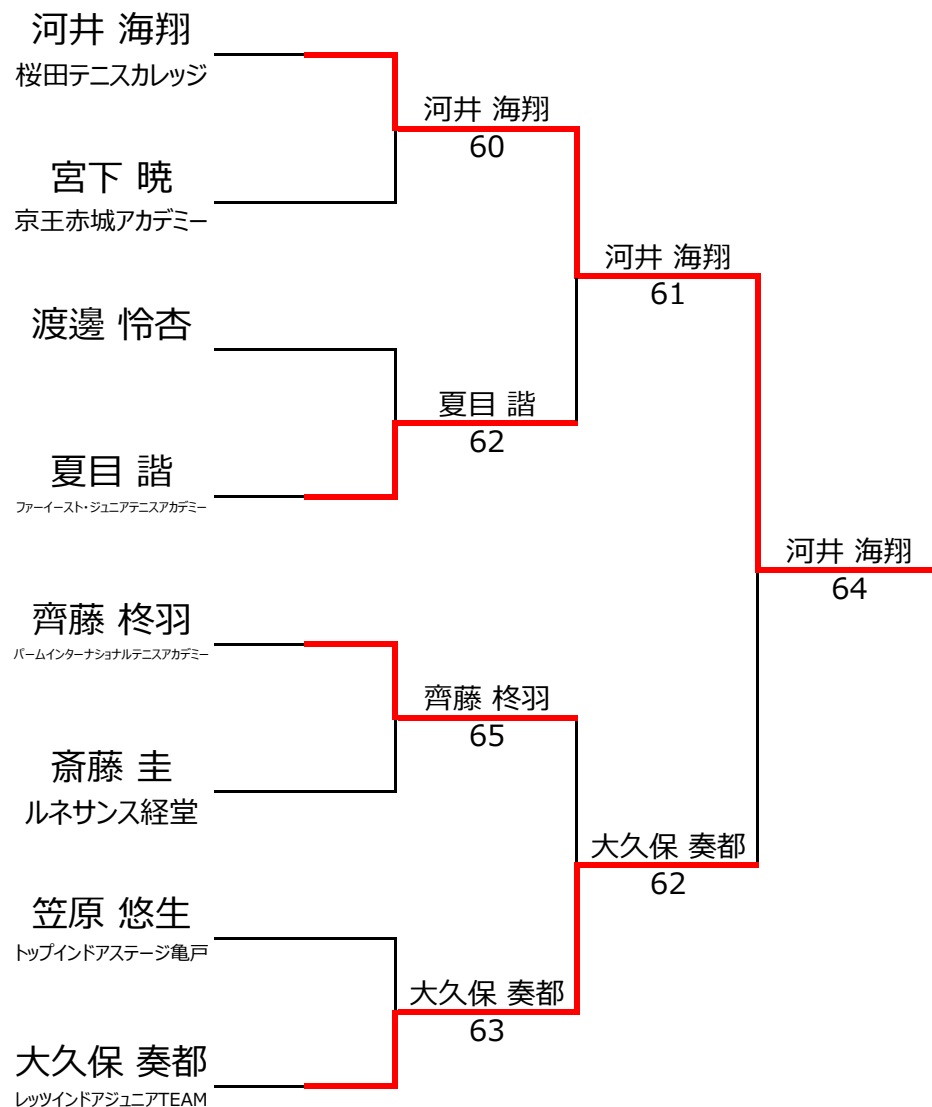 河井 海翔
桜田テニスカレッジ
河井 海翔
60
宮下 暁
京王赤城アカデミー
河井 海翔
61
渡邊 怜杏
夏目 諧
62
夏目 諧
ファーイースト・ジュニアテニスアカデミー
河井 海翔
64
齊藤 柊羽
パームインターナショナルテニスアカデミー
齊藤 柊羽
65
斎藤 圭
ルネサンス経堂
大久保 奏都
62
笠原 悠生
トップインドアステージ亀戸
大久保 奏都
63
大久保 奏都
レッツインドアジュニアTEAM